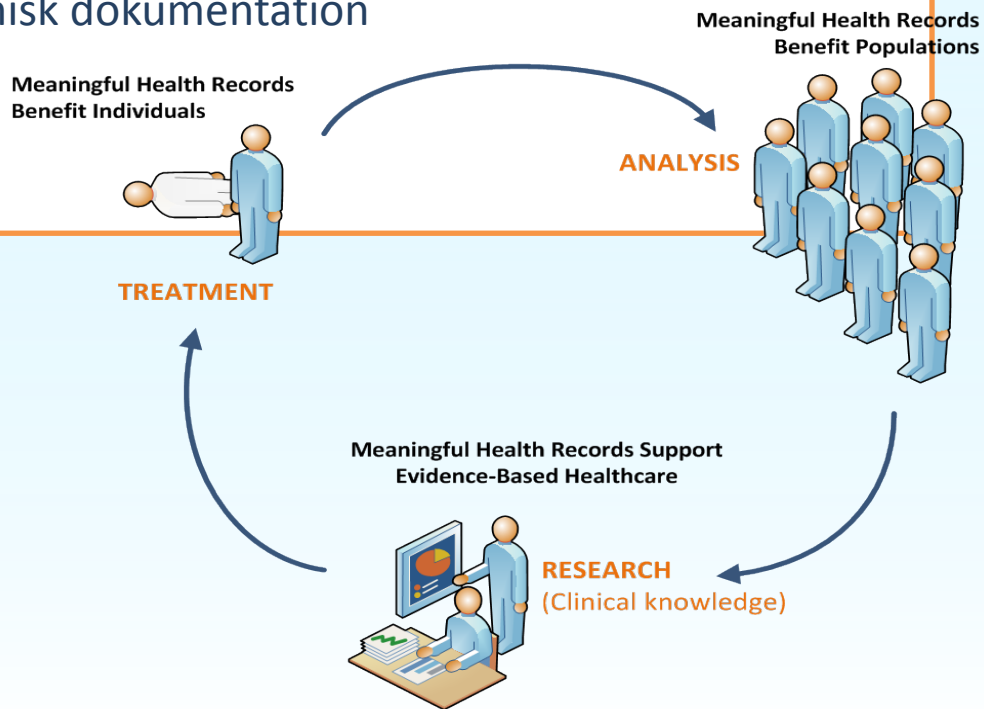 dokumentation
Meaningful Health Records
Benefit Populations
Meaningful Health Records
Benefit Individuals
ANALYSIS
TREATMENT
Meaningful Health Records Support
Evidence-Based Healthcare
RESEARCH
(Clinical knowledge)